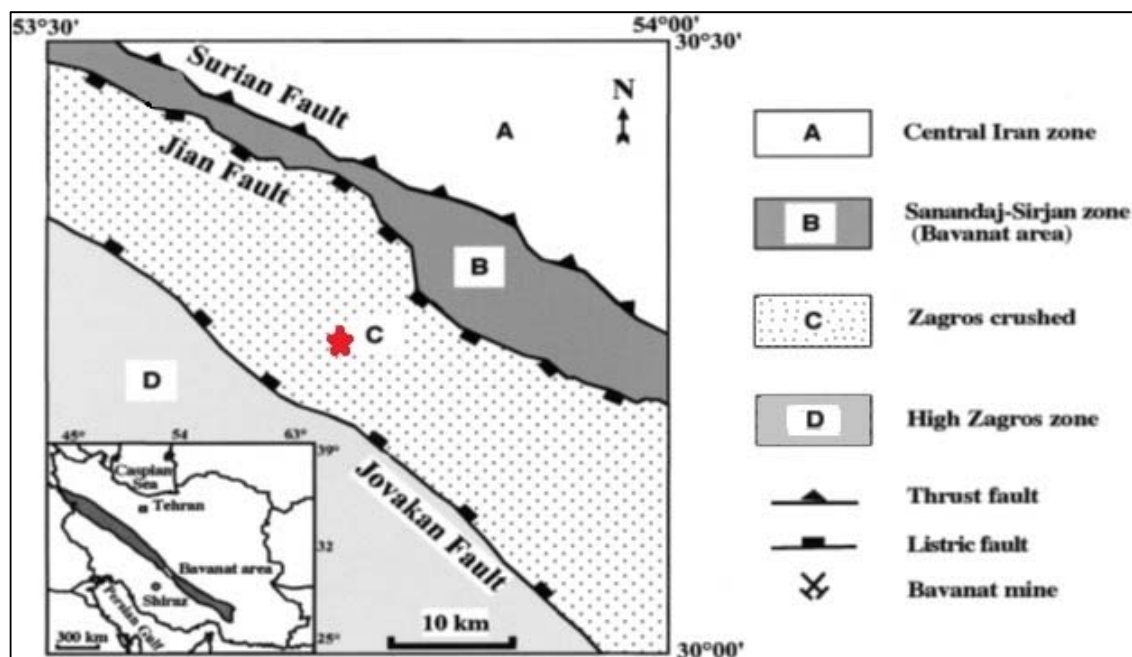 53°30'
54°00'
30°30'
Surian Fault
N
A
Jian Fault
B
C
D
Jovakan Fault
10 km
30°00'
45°
54
63°
39°
Caspian
Sea
Tehran
32
Bavanat area
Shiraz
Persian Gulf
300 km
25°
A
Central Iran zone
B
Sanandaj-Sirjan zone
(Bavanat area)
C
Zagros crushed
D
High Zagros zone
Thrust fault
Listric fault
Bavanat mine